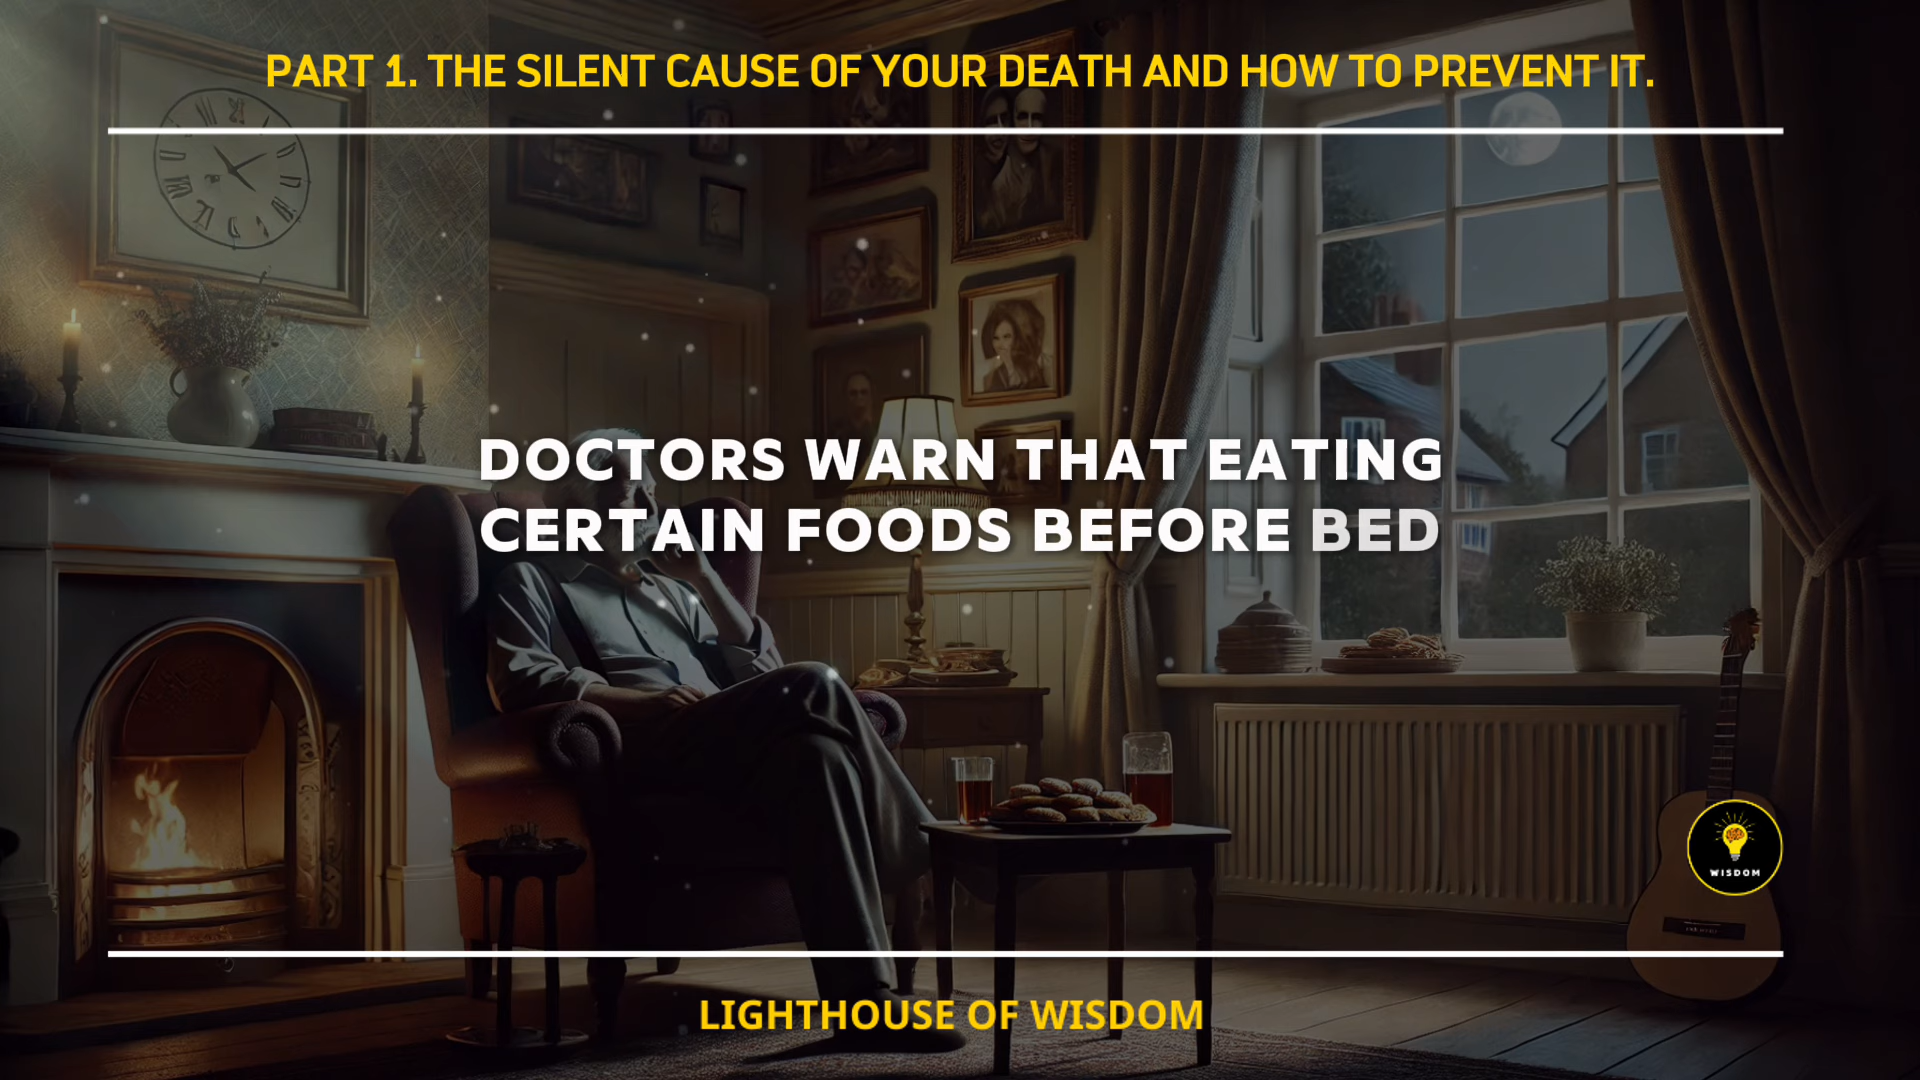 PART 1. THE SILENT CAUSE OF YOUR DEATH AND HOW TO PREVENT IT.
DOCTORS WARN THAT EATING
CERTAIN FOODS BEFORE BED
WISDOM
LIGHTHOUSE OF WISDOM